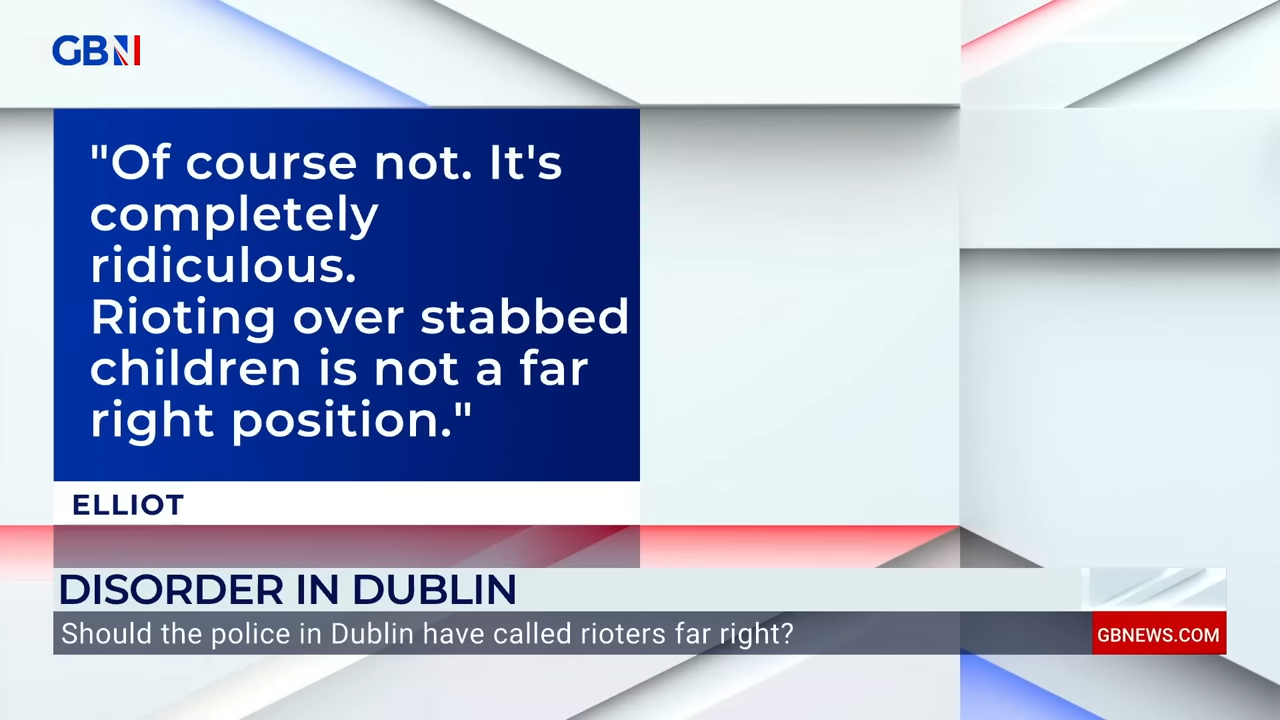 GBN
"Of course not. It's
completely
ridiculous.
Rioting over stabbed
children is not a far
right position."
ELLIOT
DISORDER IN DUBLIN
Should the police in Dublin have called rioters far right?
GBNEWS.COM